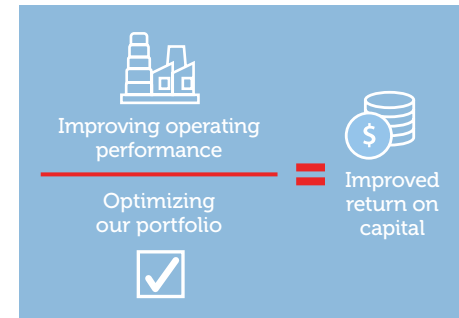 Improving operating
performance
Optimizing
our portfolio
=
$
Improved
return on
capital